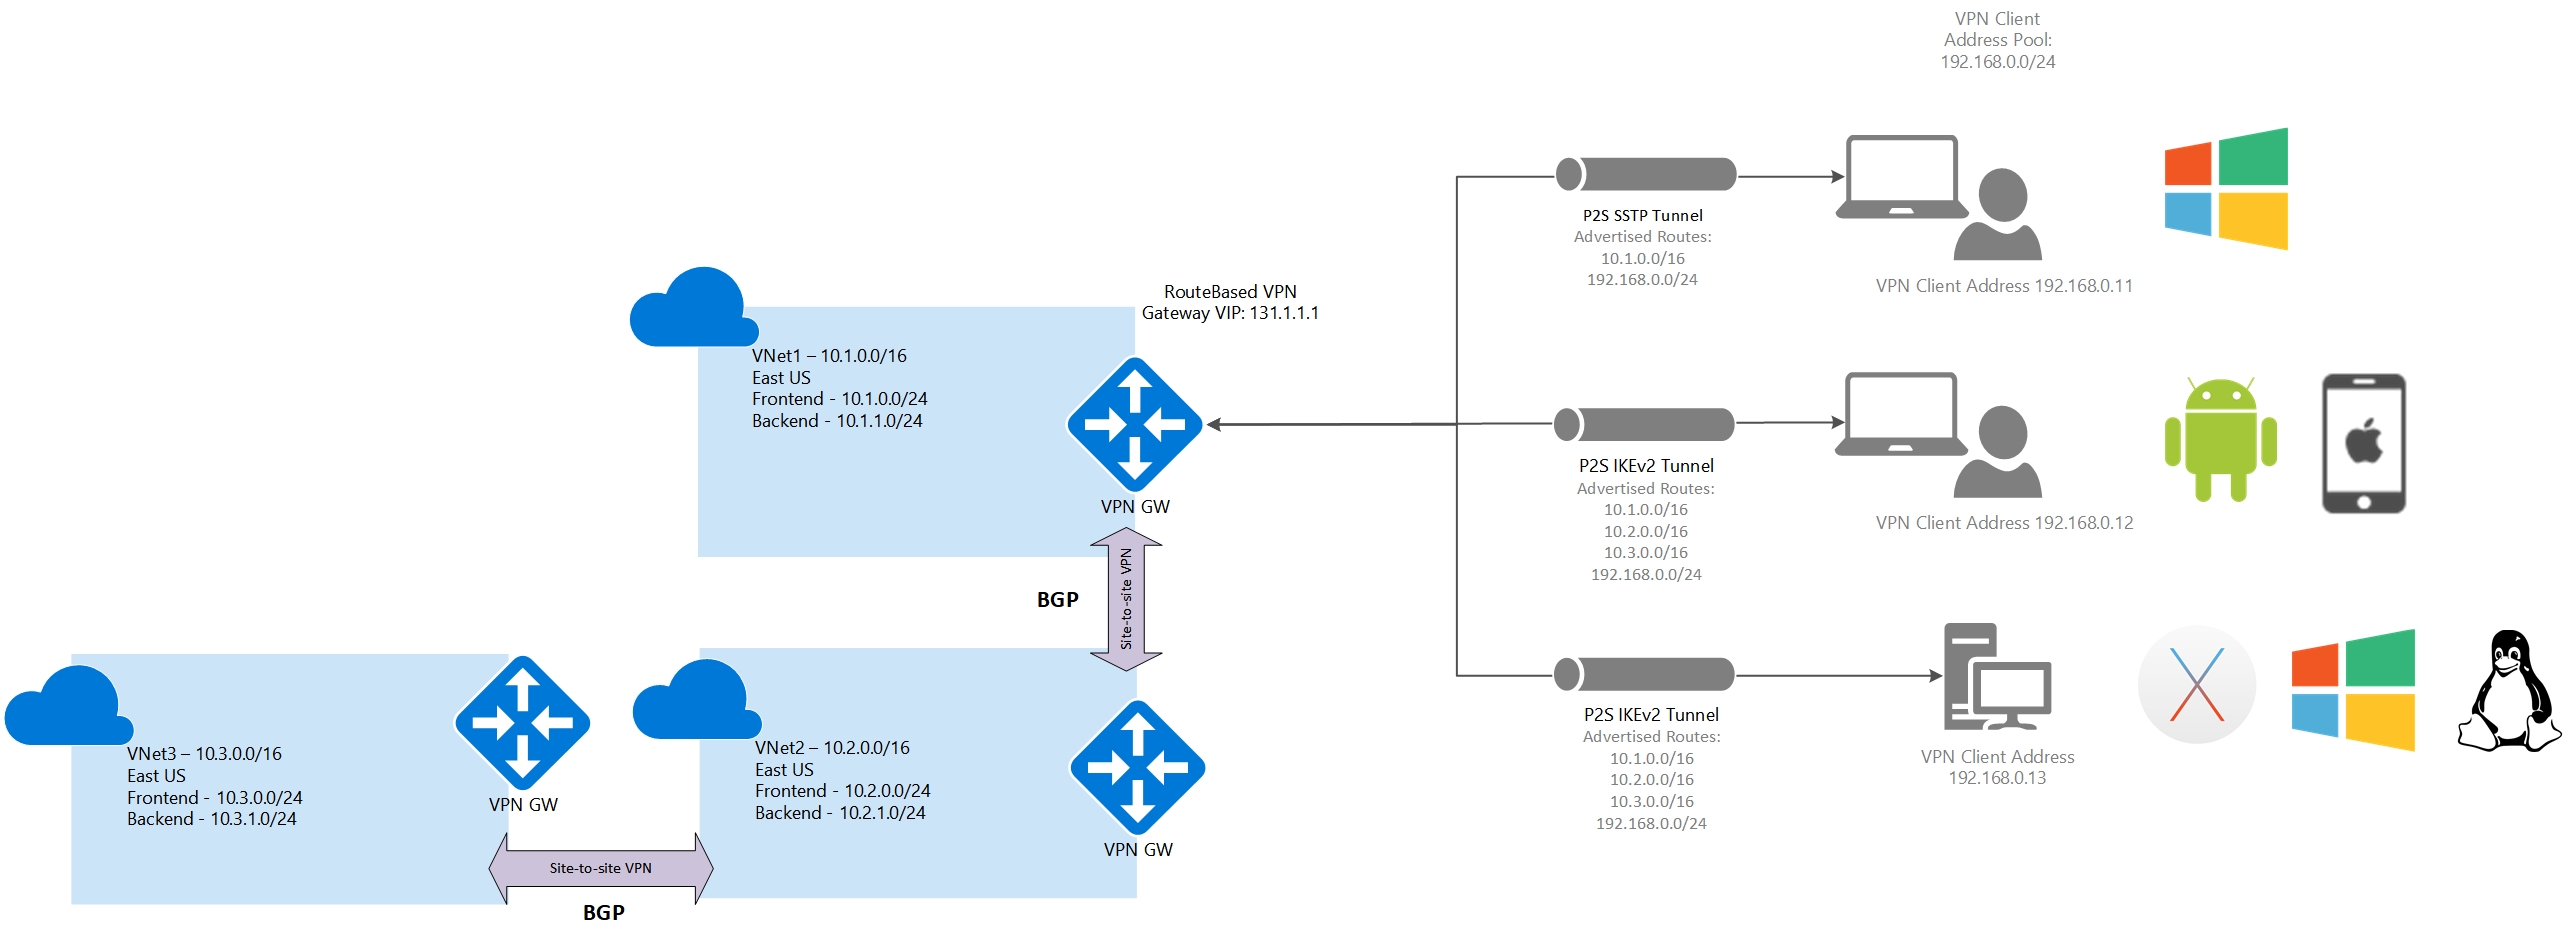 VPN Client
Address Pool:
192.168.0.0/24
P2S SSTP Tunnel
Advertised Routes:
10.1.0.0/16
192.168.0.0/24
VPN Client Address 192.168.0.11
RouteBased VPN
Gateway VIP: 131.1.1.1
VNet1 – 10.1.0.0/16
East US
Frontend - 10.1.0.0/24
Backend - 10.1.1.0/24
VPN GW
P2S IKEv2 Tunnel
Advertised Routes:
10.1.0.0/16
10.2.0.0/16
10.3.0.0/16
192.168.0.0/24
VPN Client Address 192.168.0.12
BGP
Site-to-site VPN
P2S IKEv2 Tunnel
Advertised Routes:
10.1.0.0/16
10.2.0.0/16
10.3.0.0/16
192.168.0.0/24
VPN Client Address
192.168.0.13
VNet3 – 10.3.0.0/16
East US
Frontend - 10.3.0.0/24
Backend - 10.3.1.0/24
VPN GW
VNet2 – 10.2.0.0/16
East US
Frontend - 10.2.0.0/24
Backend - 10.2.1.0/24
VPN GW
Site-to-site VPN
BGP